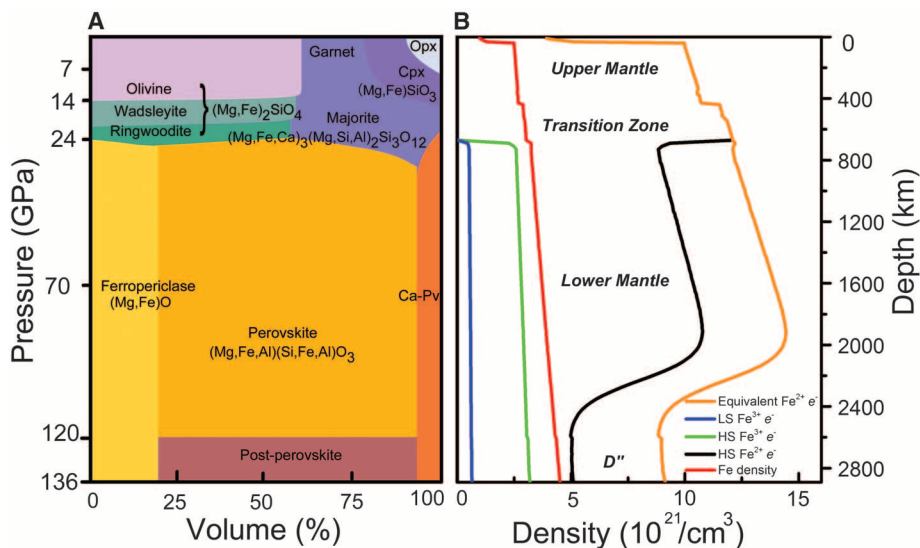 A
Pressure (GPa)
7
14
24
70
120
136
Olivine
Wadsleyite
Ringwoodite
(Mg,Fe)₂SiO₄
Garnet
Opx
Cpx
(Mg,Fe)SiO₃
Majorite
(Mg,Fe,Ca)₃(Mg,Si,Al)₂Si₃O₁₂
Ferropericlase
(Mg,Fe)O
Perovskite
(Mg,Fe,Al)(Si,Fe,Al)O₃
Ca-Pv
Post-perovskite
0 25 50 75 100
Volume (%)
B
Upper Mantle
Transition Zone
Lower Mantle
D"
Equivalent Fe²⁺ e⁻
LS Fe³⁺ e⁻
HS Fe³⁺ e⁻
HS Fe²⁺ e⁻
Fe density
0
400
800
1200
1600
2000
2400
2800
Depth (km)
0 5 10 15
Density (10²¹/cm³)